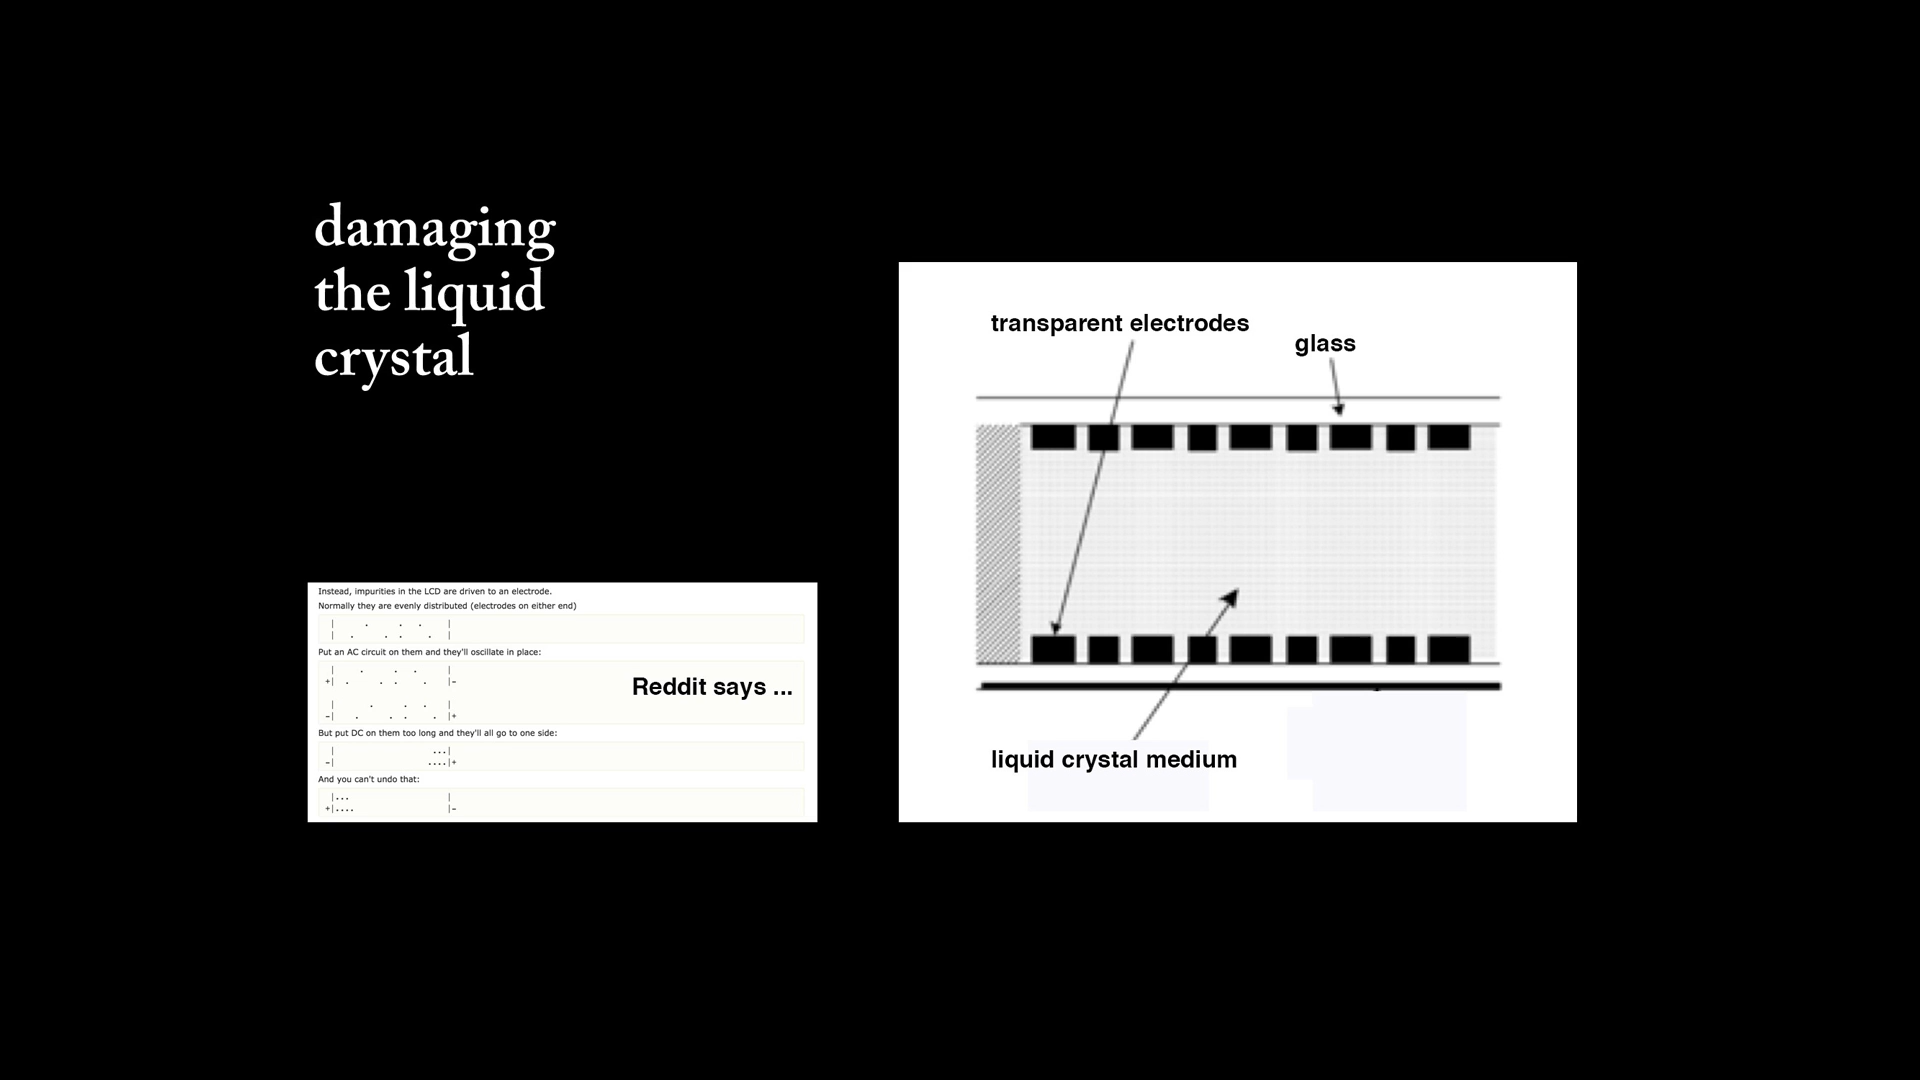 damaging
the liquid
crystal
Instead, impurities in the LCD are driven to an electrode.
Normally they are evenly distributed (electrodes on either end)
| . . . |
| . . . . |
Put an AC circuit on them and they'll oscillate in place:
| . . . |
+| . . . . |-
| . . . |
-| . . . . |+
But put DC on them too long and they'll all go to one side:
| ...|
-| ....|+
And you can't undo that:
|... |
+|.... |-
Reddit says ...
transparent electrodes
glass
liquid crystal medium